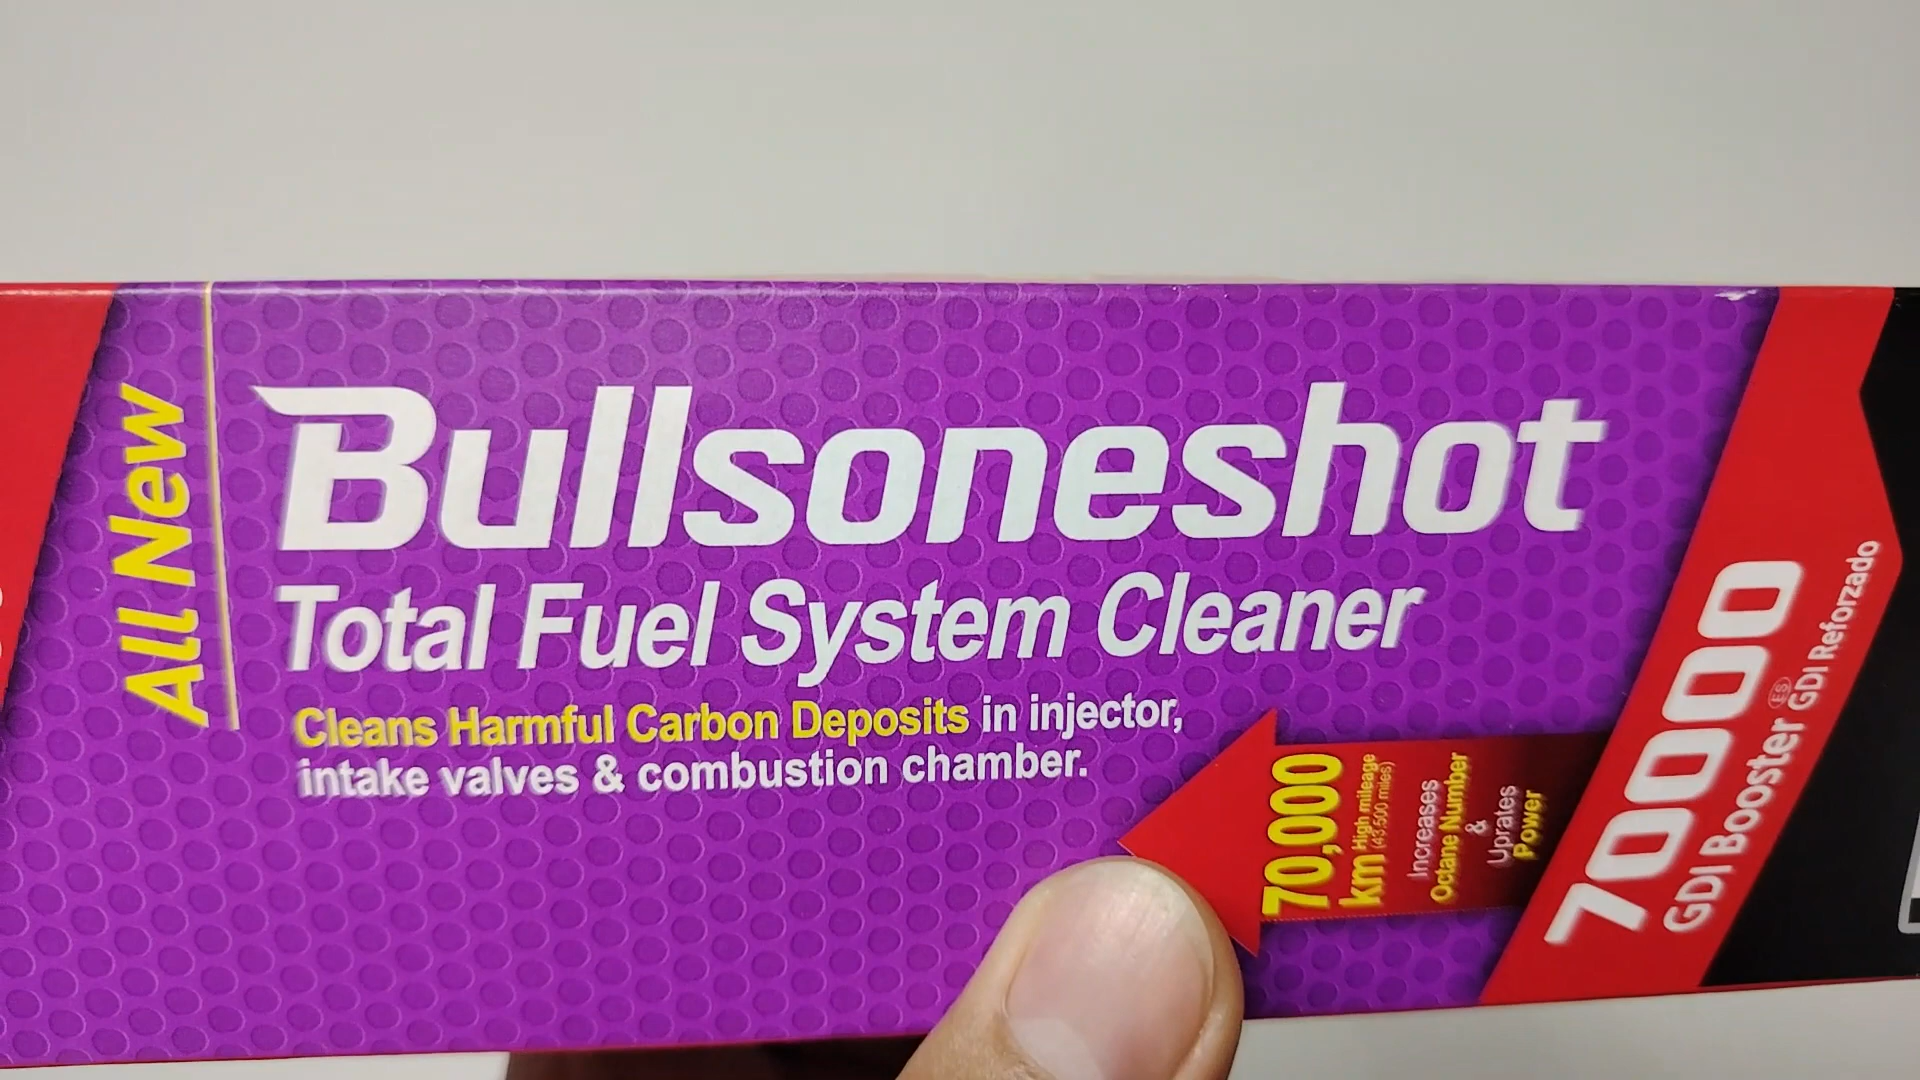 All New
Bullsoneshot
Total Fuel System Cleaner
Cleans Harmful Carbon Deposits in injector,
intake valves & combustion chamber.
70,000
km High mileage
(43,500 miles)
Increases
Octane Number
&
Uprates
Power
70000
GDI Booster ES GDI Reforzado